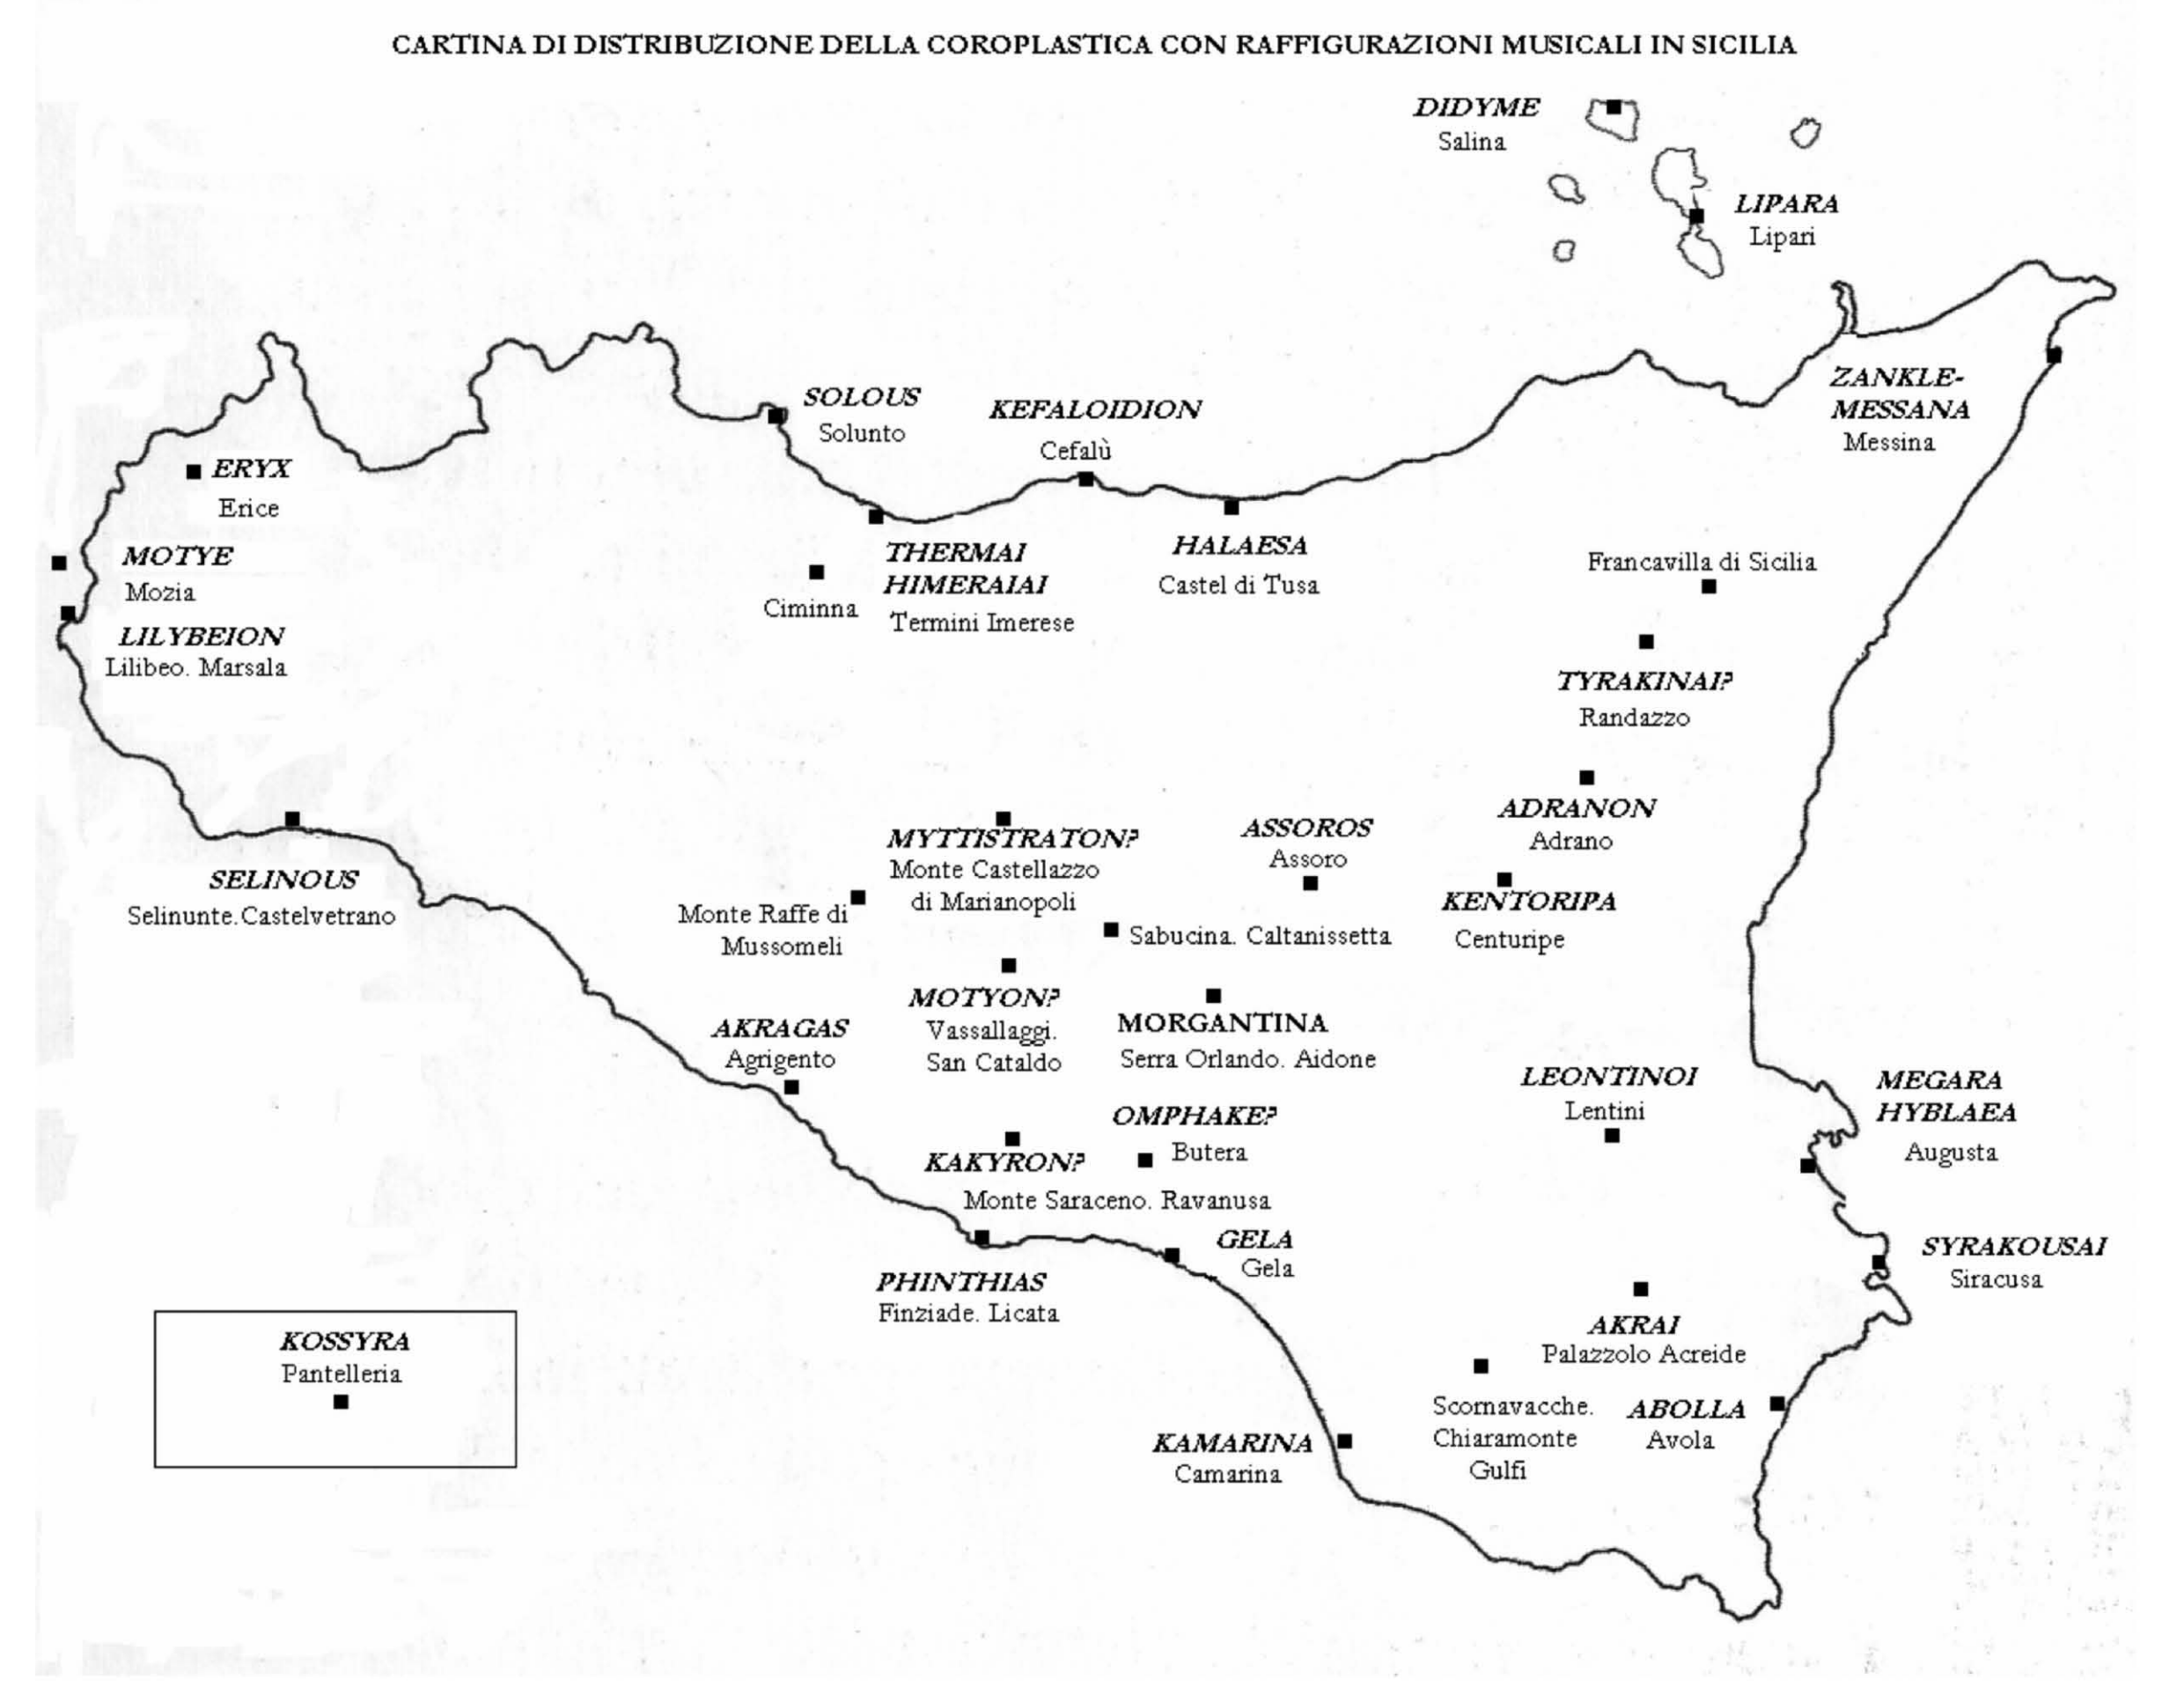 CARTINA DI DISTRIBUZIONE DELLA COROPLASTICA CON RAFFIGURAZIONI MUSICALI IN SICILIA
DIDYME
Salina
LIPARA
Lipari
ZANKLE-
MESSANA
Messina
SOLOUS
Solunto
KEFALOIDION
Cefalù
ERYX
Erice
MOTYE
Mozia
LILYBEION
Lilibeo. Marsala
THERMAI
HIMERAIAI
Termini Imerese
Ciminna
HALAESA
Castel di Tusa
Francavilla di Sicilia
TYRAKINAI?
Randazzo
ADRANON
Adrano
SELINOUS
Selinunte.Castelvetrano
MYTTISTRATON?
Monte Castellazzo
di Marianopoli
ASSOROS
Assoro
KENTORIPA
Centuripe
Monte Raffe di
Mussomeli
Sabucina. Caltanissetta
MOTYON?
Vassallaggi.
San Cataldo
MORGANTINA
Serra Orlando. Aidone
AKRAGAS
Agrigento
LEONTINOI
Lentini
MEGARA
HYBLAEA
Augusta
OMPHAKE?
Butera
KAKYRON?
Monte Saraceno. Ravanusa
GELA
Gela
SYRAKOUSAI
Siracusa
PHINTHIAS
Finziade. Licata
AKRAI
Palazzolo Acreide
KOSSYRA
Pantelleria
Scornavacche.
Chiaramonte
Gulfi
ABOLLA
Avola
KAMARINA
Camarina